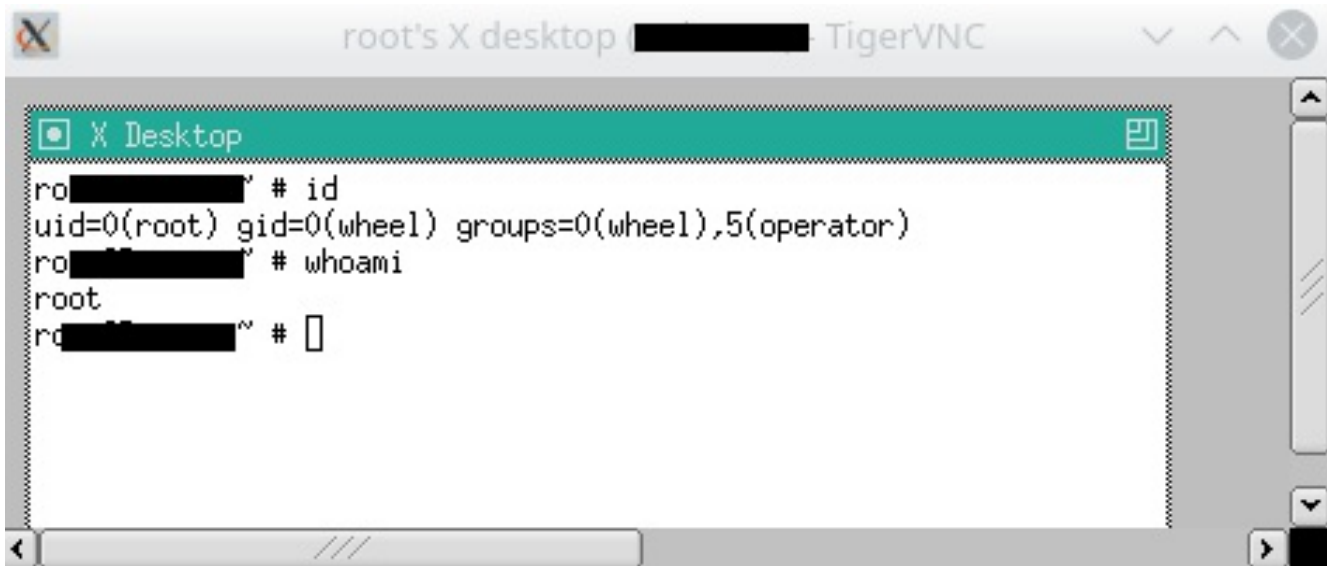 root's X desktop ( - TigerVNC
X Desktop
ro ~ # id
uid=0(root) gid=0(wheel) groups=0(wheel),5(operator)
ro ~ # whoami
root
ro ~ #